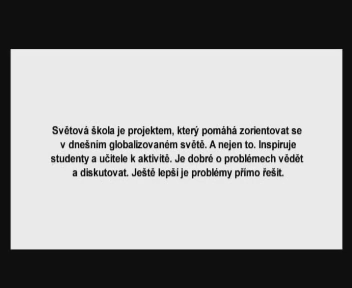 Světová škola je projektem, který pomáhá zorientovat se
v dnešním globalizovaném světě. A nejen to. Inspiruje
studenty a učitele k aktivitě. Je dobré o problémech vědět
a diskutovat. Ještě lepší je problémy přímo řešit.